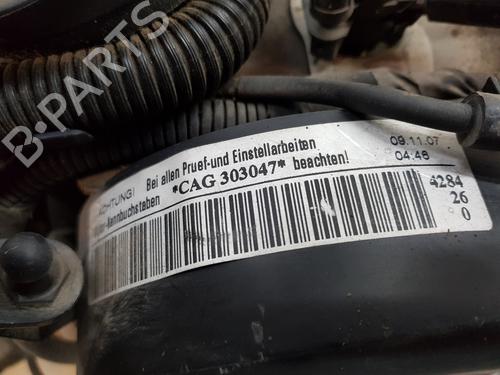 B-PARTS
ACHTUNG! Bei allen Pruef-und Einstellarbeiten
Kennbuchstaben *CAG 303047* beachten!
09.11.07
04:46
4284
26
0